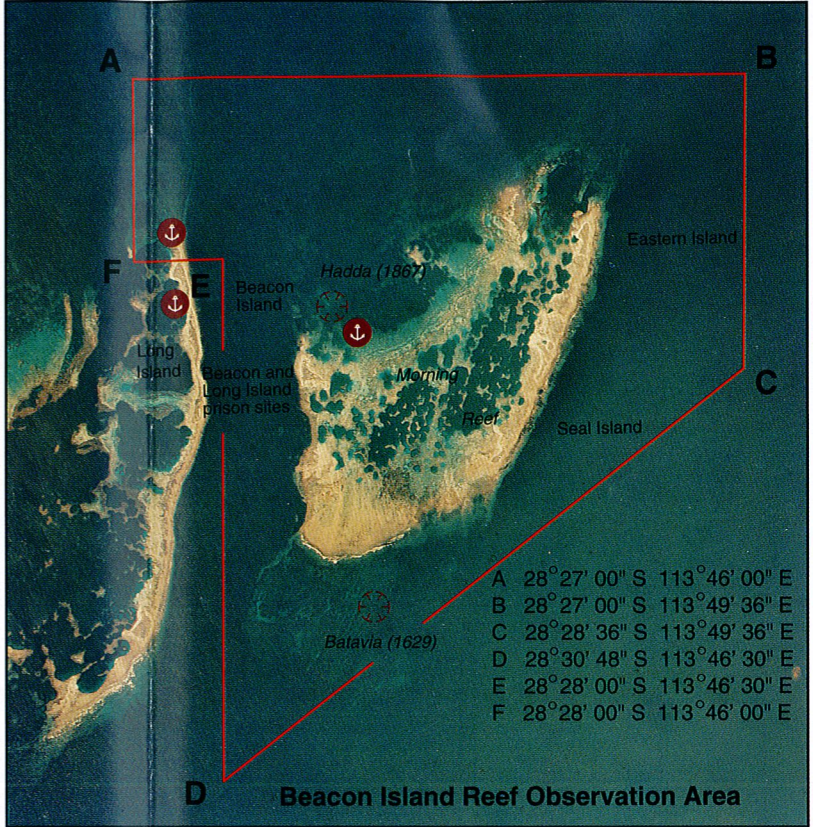 A
B
Eastern Island
Hadda (1867)
F
E
Beacon
Island
Long
Island
Beacon and
Long Island
prison sites
Morning
Reef
C
Seal Island
A 28°27' 00" S 113°46' 00" E
B 28°27' 00" S 113°49' 36" E
C 28°28' 36" S 113°49' 36" E
D 28°30' 48" S 113°46' 30" E
E 28°28' 00" S 113°46' 30" E
F 28°28' 00" S 113°46' 00" E
Batavia (1629)
D
Beacon Island Reef Observation Area